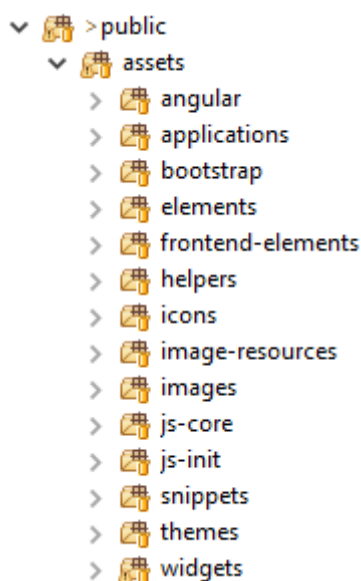 >public
assets
angular
applications
bootstrap
elements
frontend-elements
helpers
icons
image-resources
images
js-core
js-init
snippets
themes
widgets